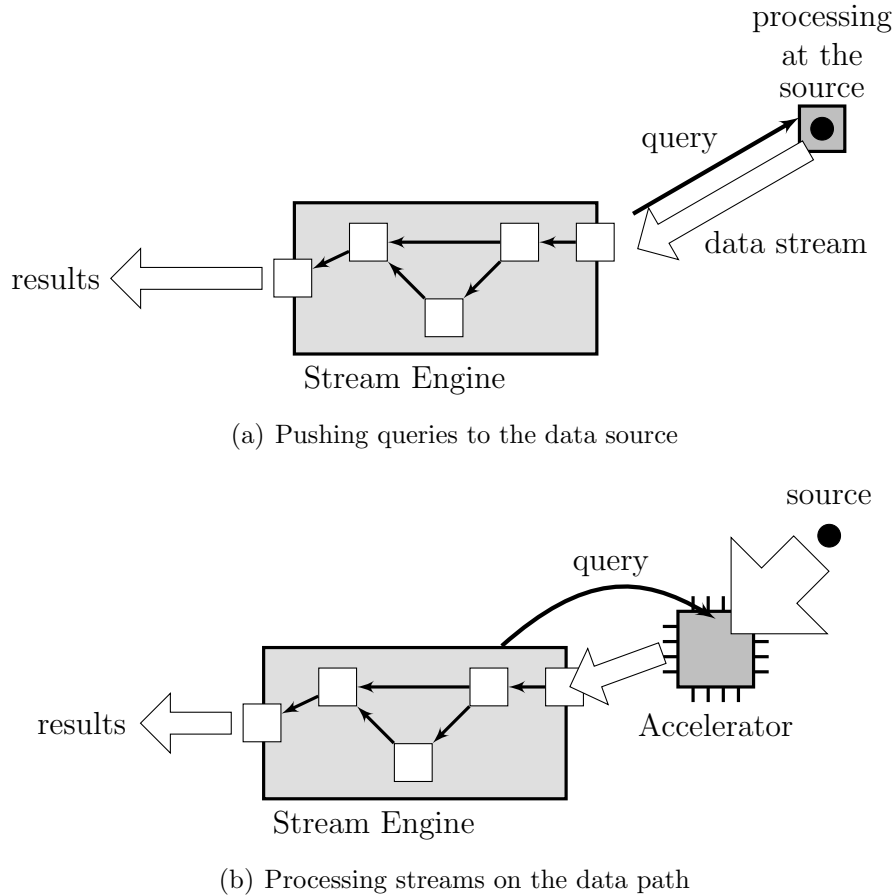 processing
at the
source
query
data stream
results
Stream Engine
(a) Pushing queries to the data source
source
query
results
Accelerator
Stream Engine
(b) Processing streams on the data path